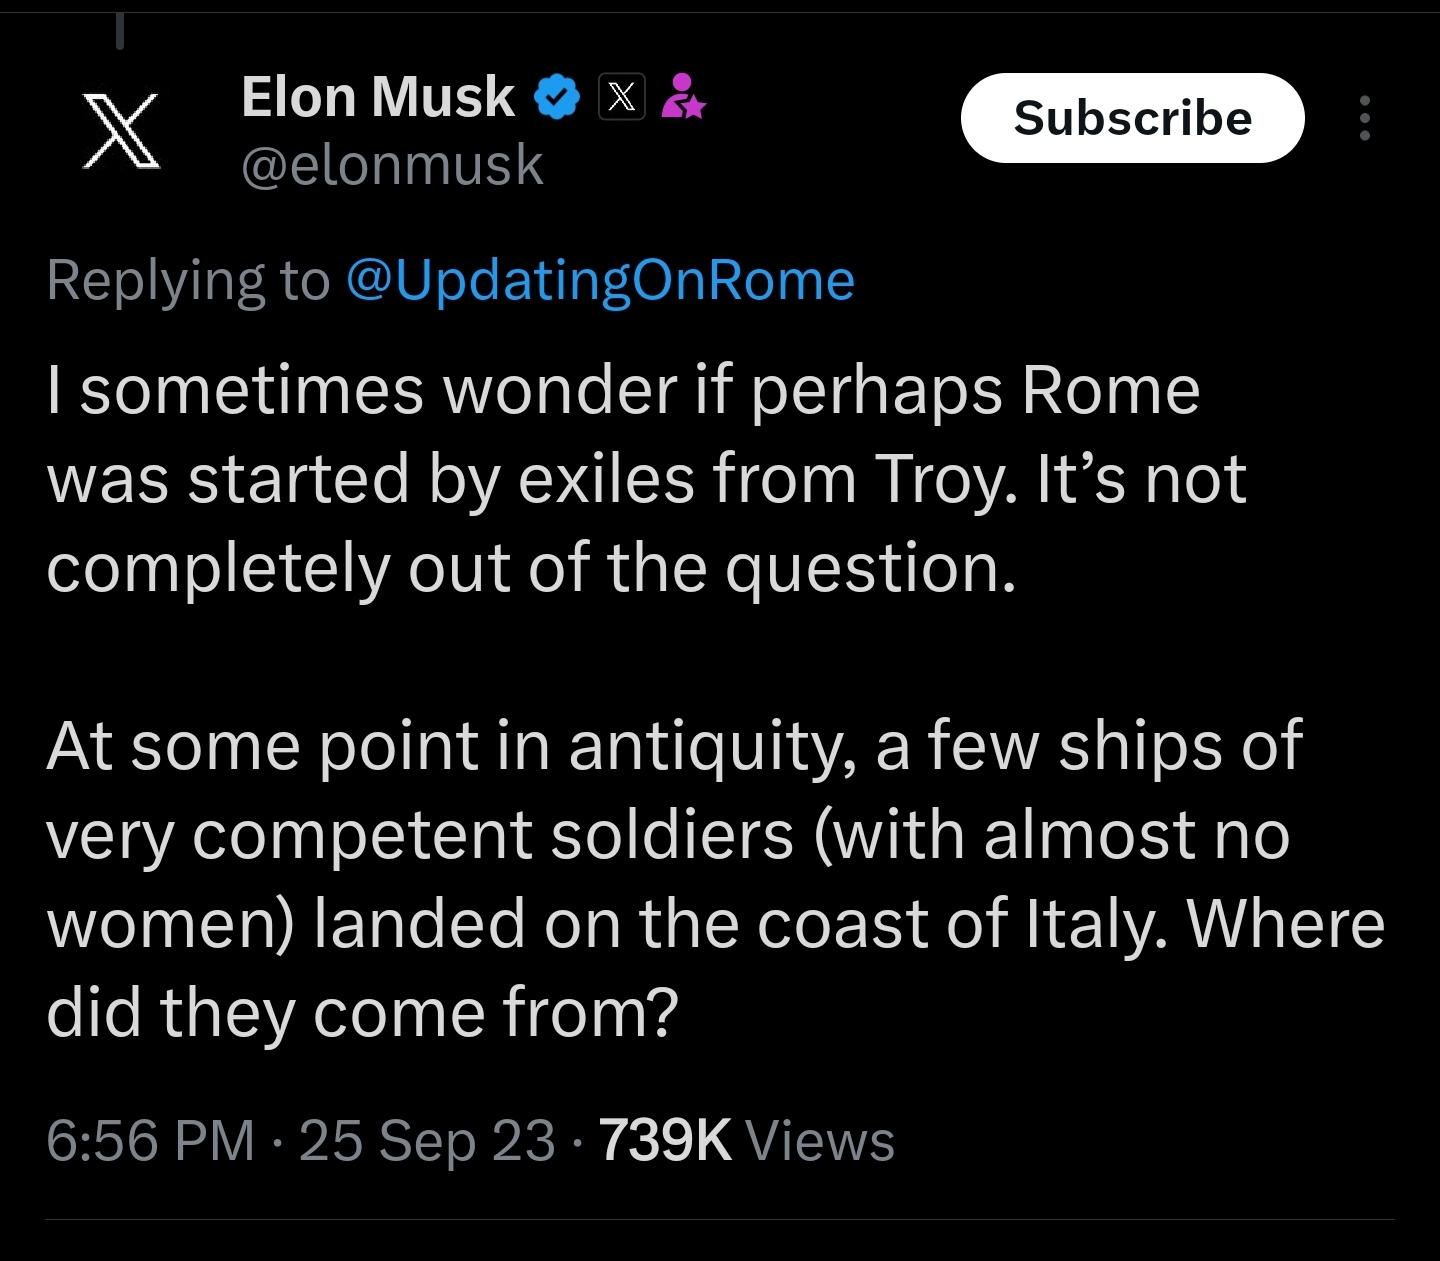 Elon Musk
@elonmusk
Subscribe
Replying to @UpdatingOnRome
I sometimes wonder if perhaps Rome
was started by exiles from Troy. It’s not
completely out of the question.
At some point in antiquity, a few ships of
very competent soldiers (with almost no
women) landed on the coast of Italy. Where
did they come from?
6:56 PM · 25 Sep 23 · 739K Views